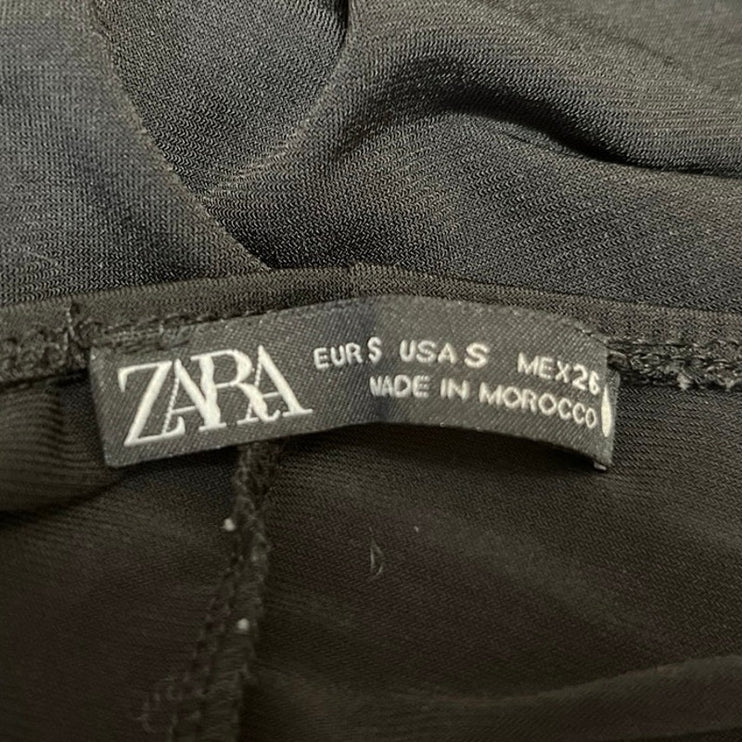 ZARA
EUR S USA S MEX 26
MADE IN MOROCCO